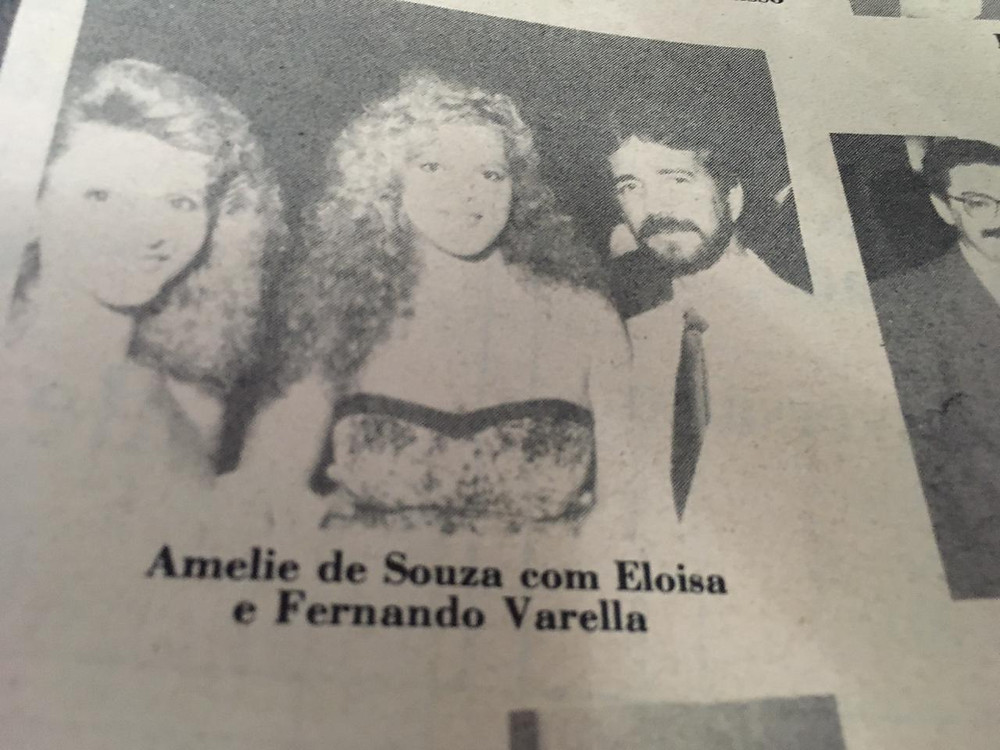 Amelie de Souza com Eloisa
e Fernando Varella